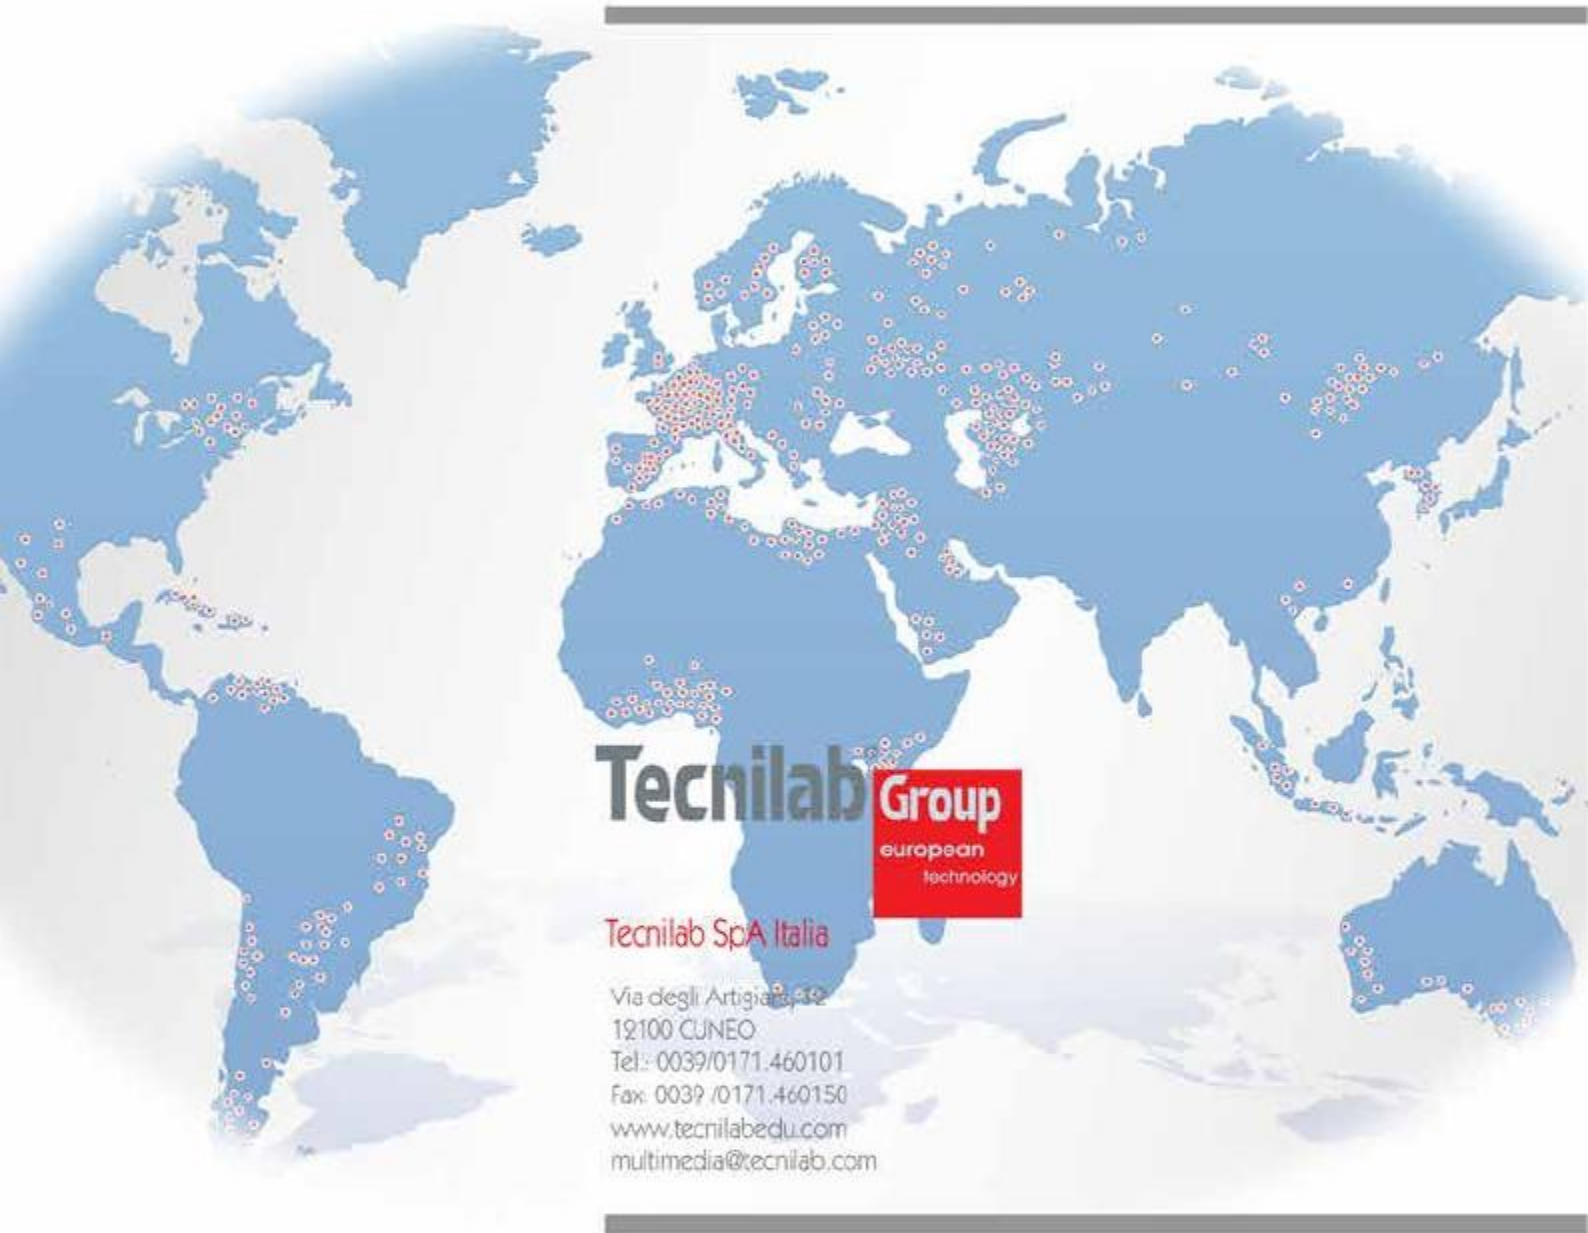 Tecnilab Group
european
technology
Tecnilab SpA Italia
Via degli Artigiani, 12
12100 CUNEO
Tel.: 0039/0171.460101
Fax: 0039 /0171.460150
www.tecnilabedu.com
multimedia@tecnilab.com